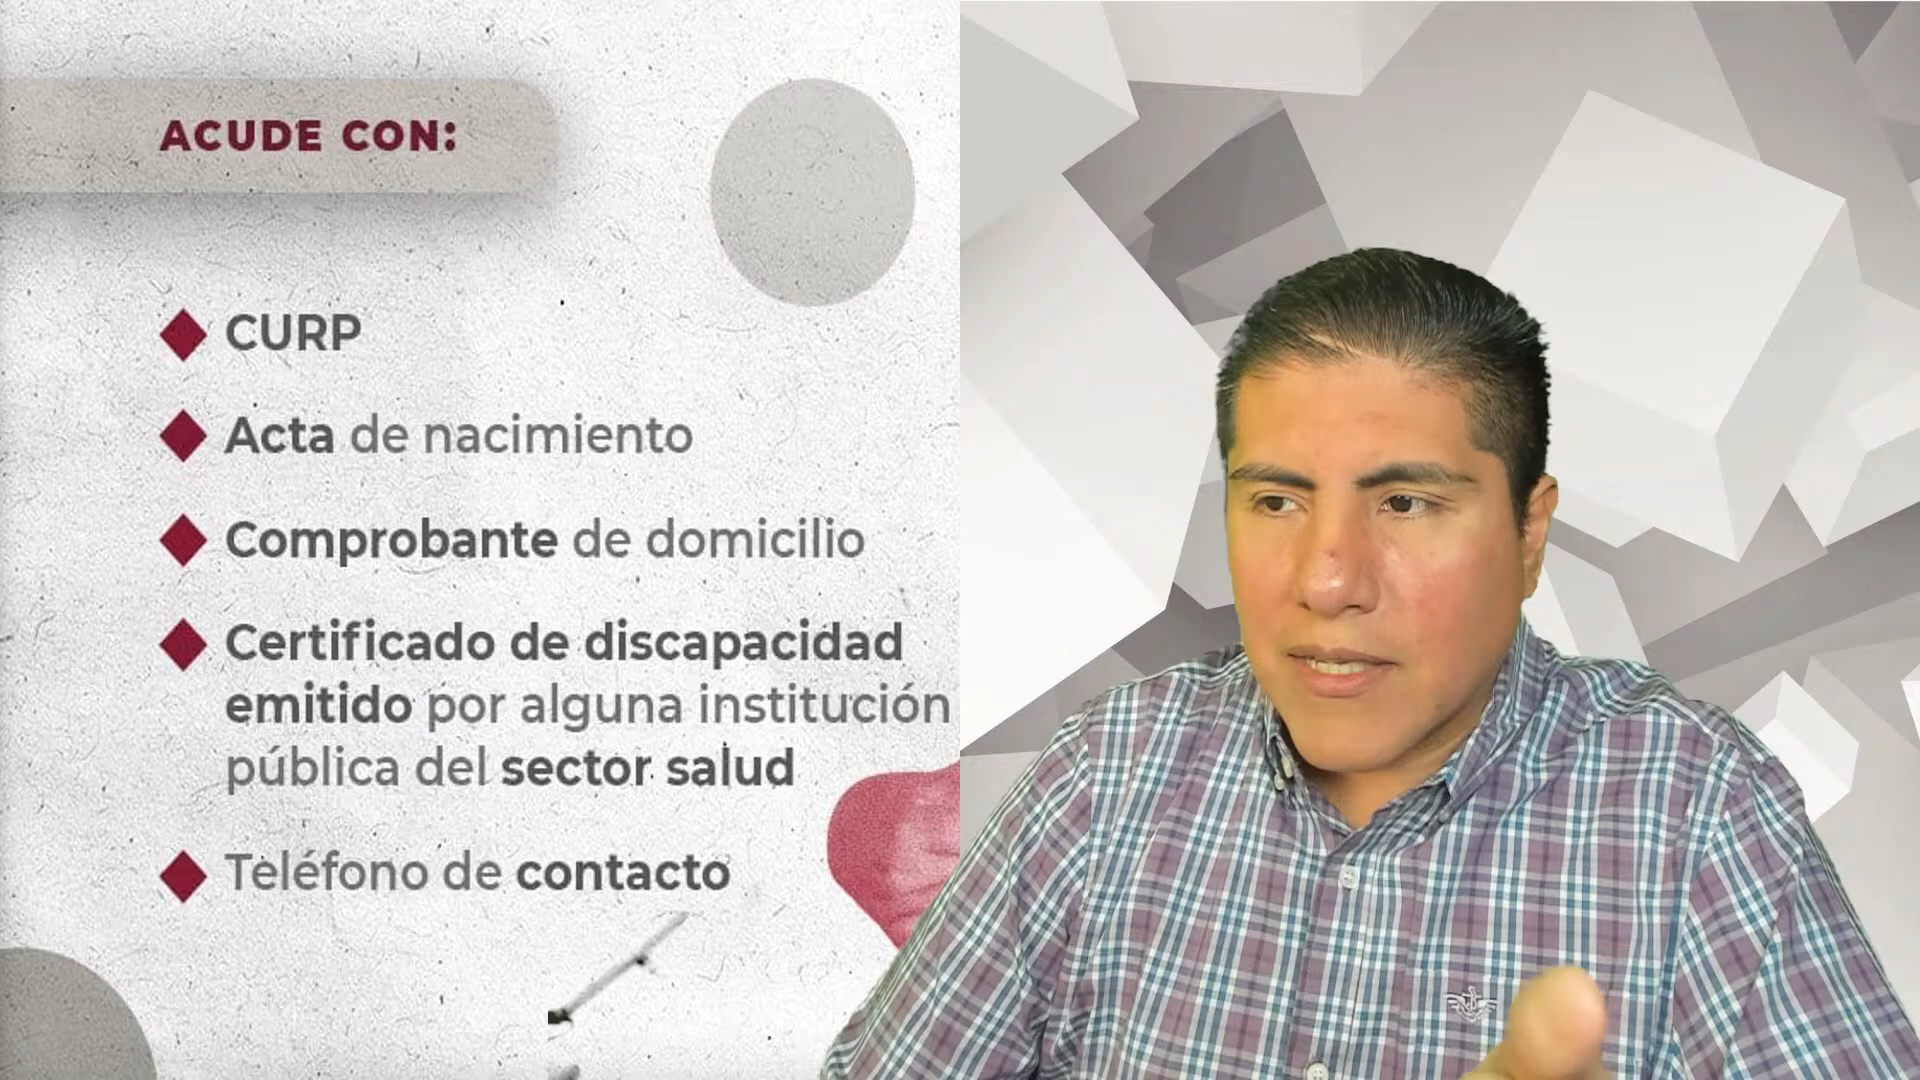 ACUDE CON:
CURP
Acta de nacimiento
Comprobante de domicilio
Certificado de discapacidad
emitido por alguna institución
pública del sector salud
Teléfono de contacto